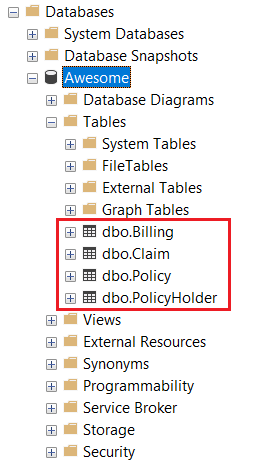 Databases
System Databases
Database Snapshots
Awesome
Database Diagrams
Tables
System Tables
FileTables
External Tables
Graph Tables
dbo.Billing
dbo.Claim
dbo.Policy
dbo.PolicyHolder
Views
External Resources
Synonyms
Programmability
Service Broker
Storage
Security